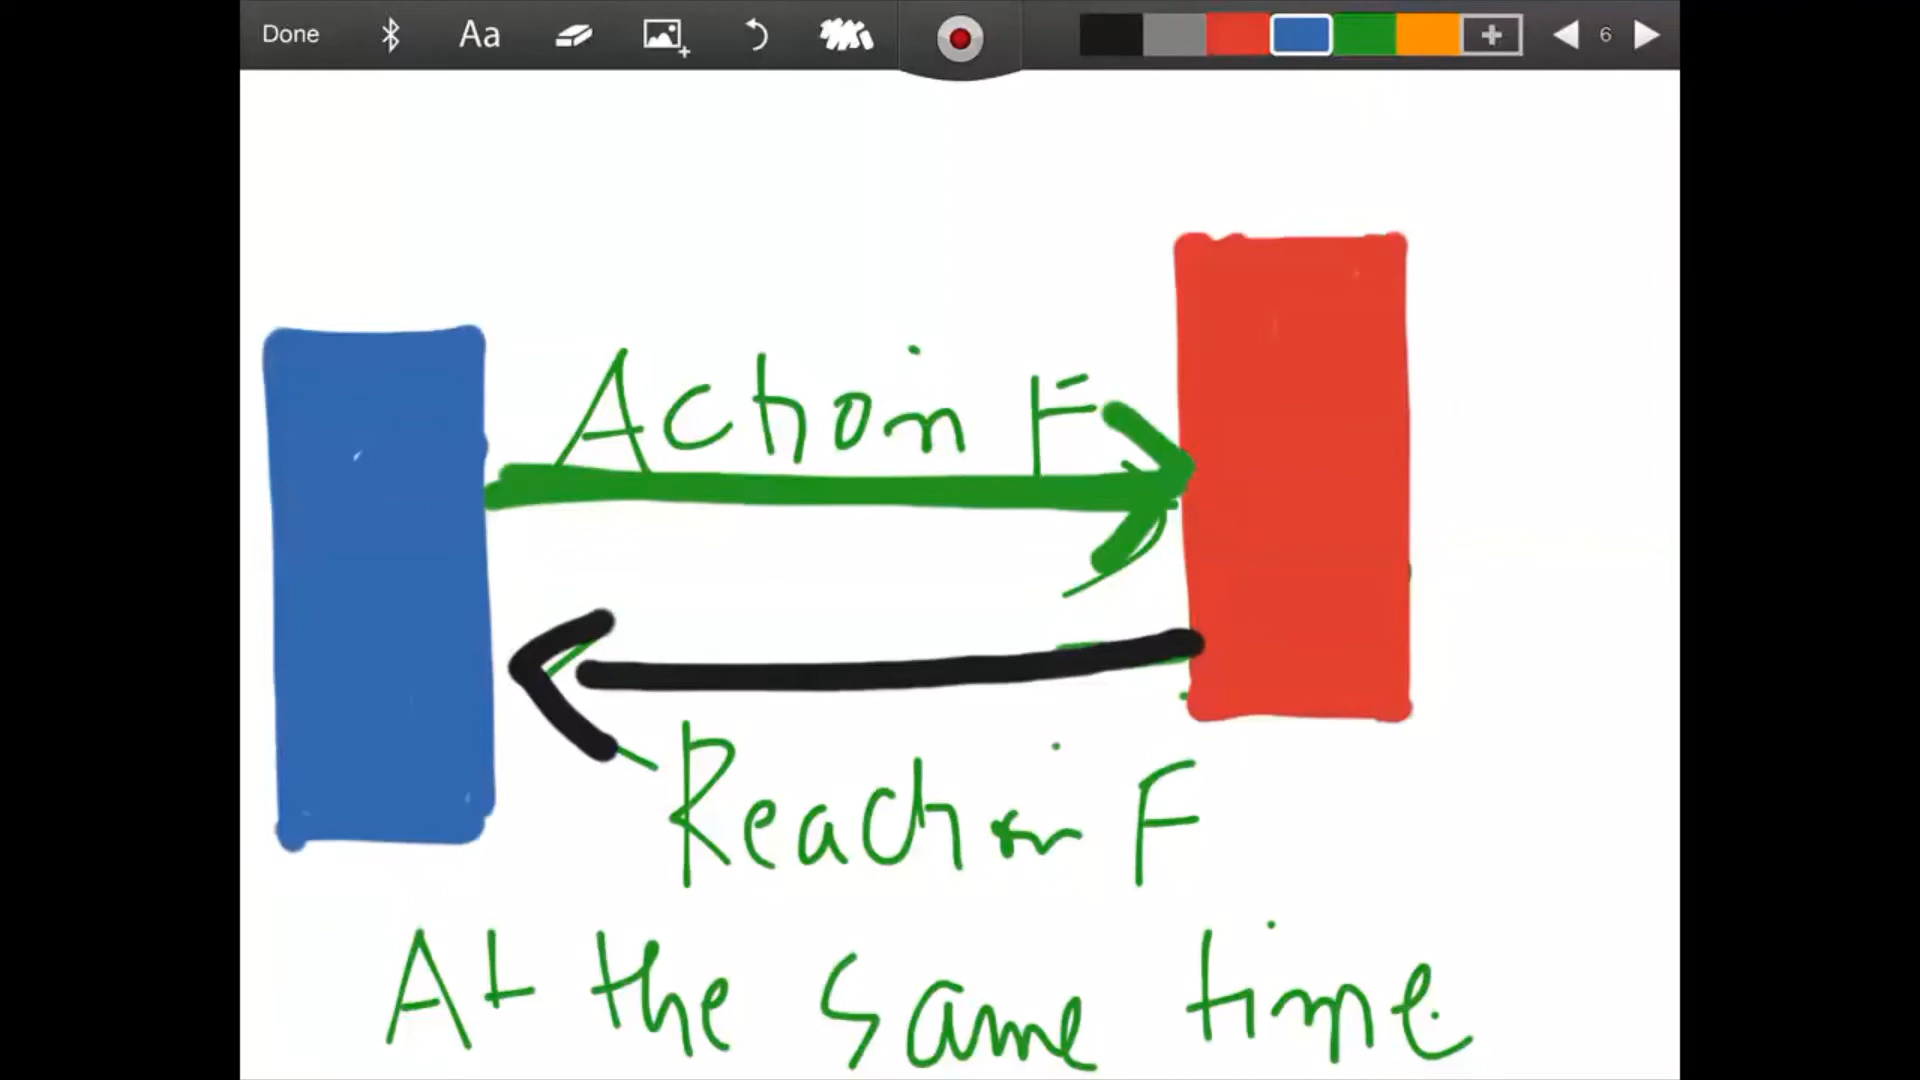 Done
Aa
6
Action F
Reaction F
At the same time